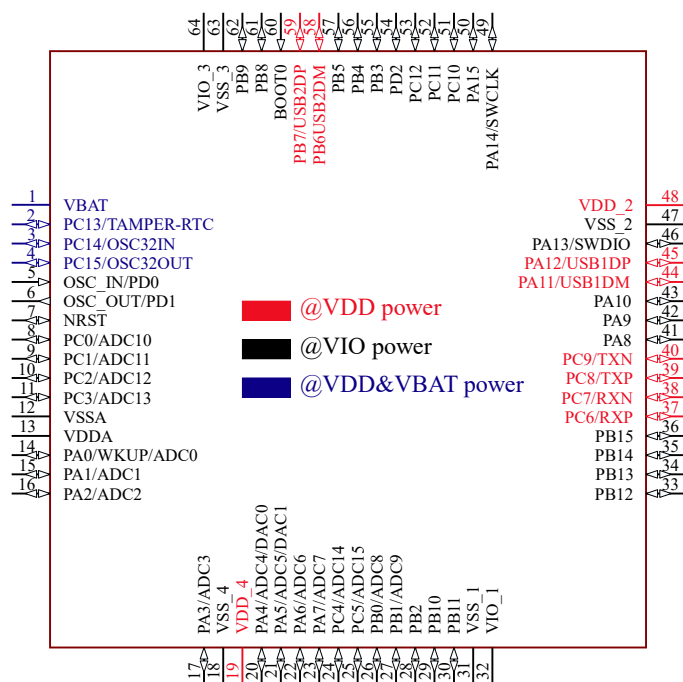 64
63
62
61
60
59
58
57
56
55
54
53
52
51
50
49
VIO_3
VSS_3
PB9
PB8
BOOT0
PB7/USB2DP
PB6USB2DM
PB5
PB4
PB3
PD2
PC12
PC11
PC10
PA15
PA14/SWCLK
1 VBAT
2 PC13/TAMPER-RTC
3 PC14/OSC32IN
4 PC15/OSC32OUT
5 OSC_IN/PD0
6 OSC_OUT/PD1
7 NRST
8 PC0/ADC10
9 PC1/ADC11
10 PC2/ADC12
11 PC3/ADC13
12 VSSA
13 VDDA
14 PA0/WKUP/ADC0
15 PA1/ADC1
16 PA2/ADC2
@VDD power
@VIO power
@VDD&VBAT power
VDD_2 48
VSS_2 47
PA13/SWDIO 46
PA12/USB1DP 45
PA11/USB1DM 44
PA10 43
PA9 42
PA8 41
PC9/TXN 40
PC8/TXP 39
PC7/RXN 38
PC6/RXP 37
PB15 36
PB14 35
PB13 34
PB12 33
PA3/ADC3
VSS_4
VDD_4
PA4/ADC4/DAC0
PA5/ADC5/DAC1
PA6/ADC6
PA7/ADC7
PC4/ADC14
PC5/ADC15
PB0/ADC8
PB1/ADC9
PB2
PB10
PB11
VSS_1
VIO_1
17
18
19
20
21
22
23
24
25
26
27
28
29
30
31
32